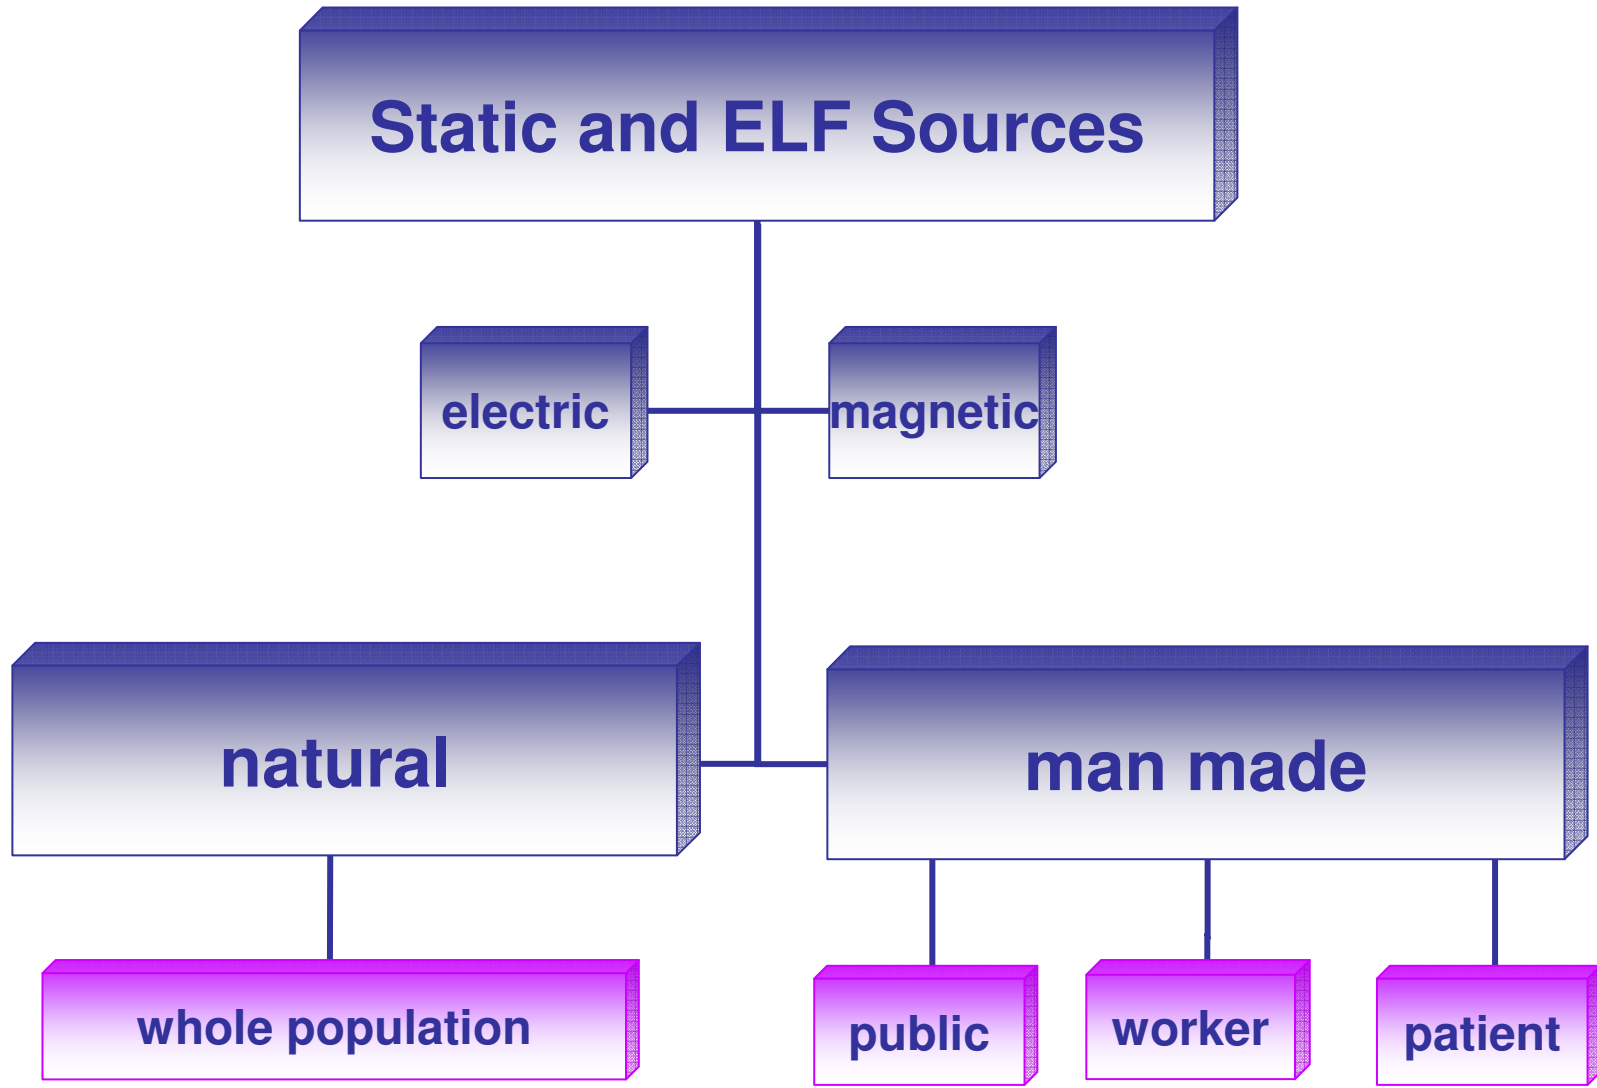 Static and ELF Sources
electric
magnetic
natural
man made
whole population
public
worker
patient